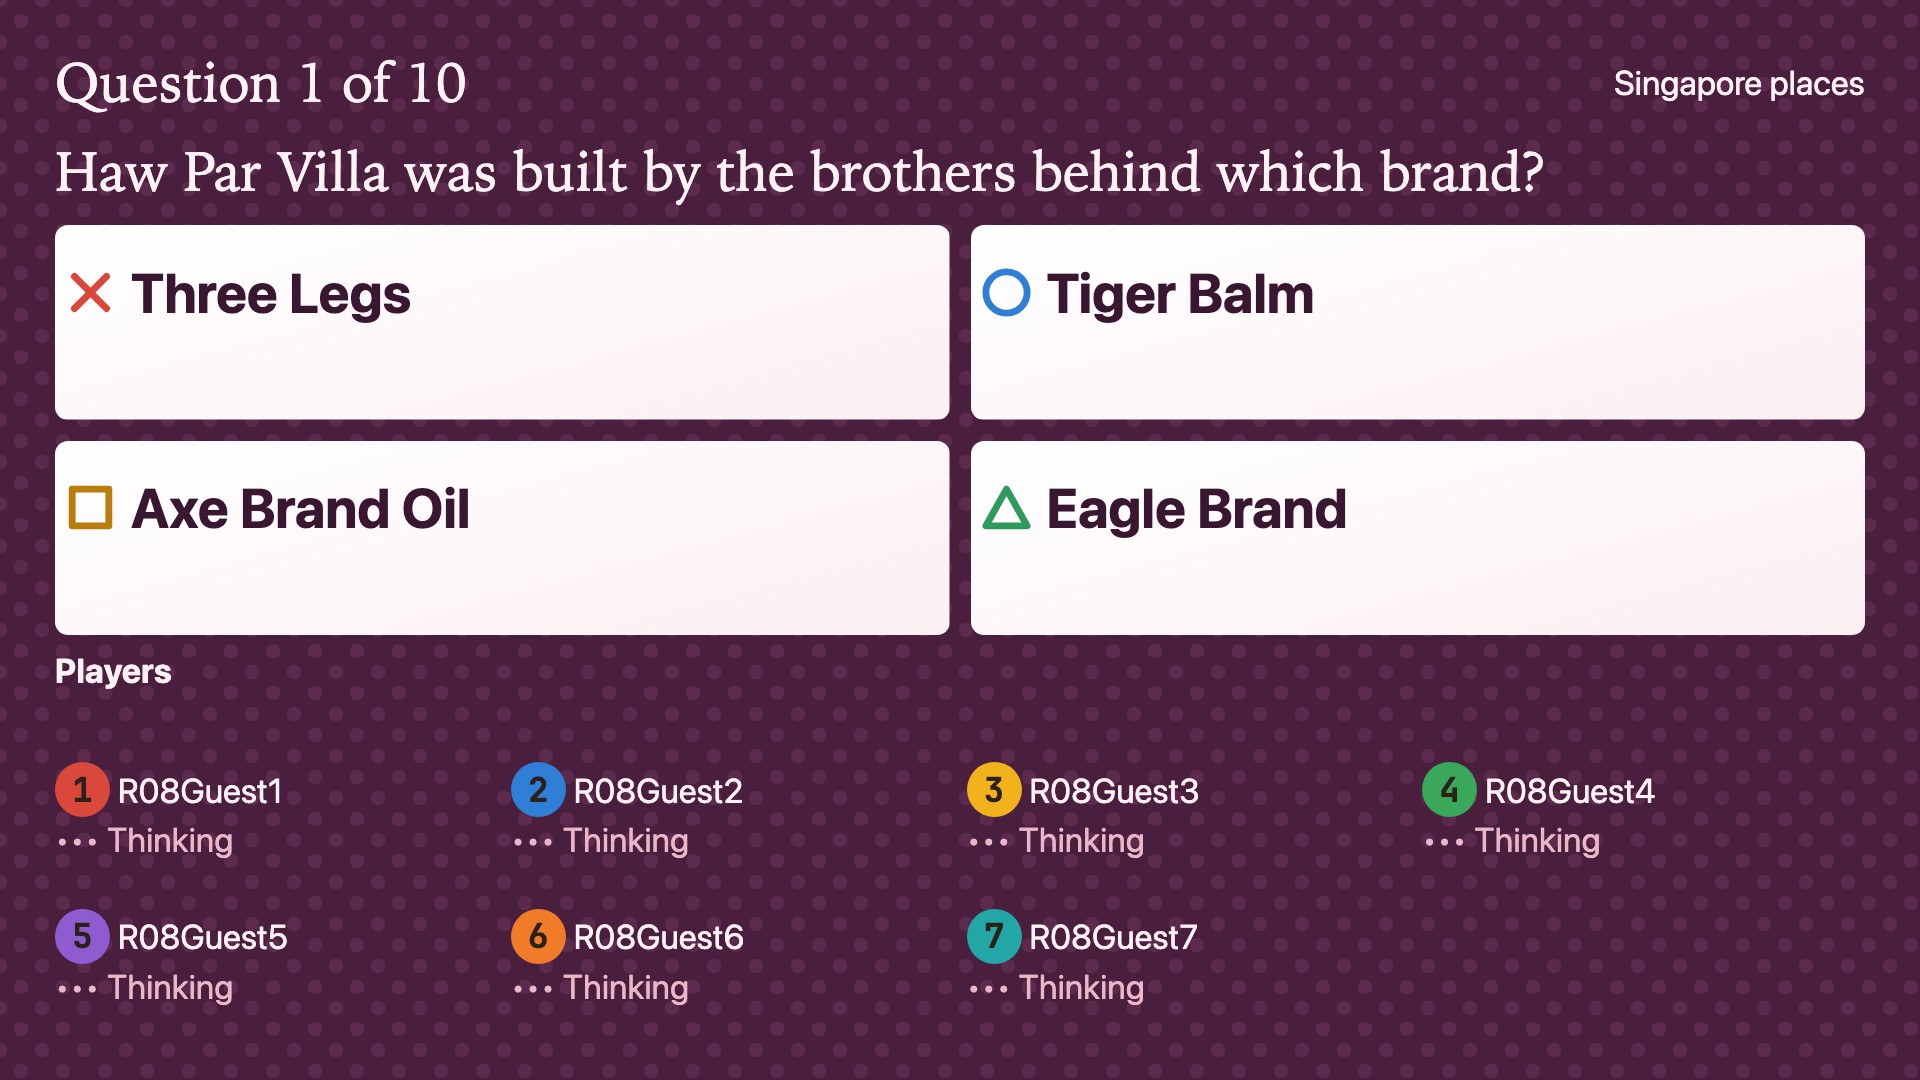 Question 1 of 10
Singapore places
Haw Par Villa was built by the brothers behind which brand?
Three Legs
Tiger Balm
Axe Brand Oil
Eagle Brand
Players
1 R08Guest1
••• Thinking
2 R08Guest2
••• Thinking
3 R08Guest3
••• Thinking
4 R08Guest4
••• Thinking
5 R08Guest5
••• Thinking
6 R08Guest6
••• Thinking
7 R08Guest7
••• Thinking